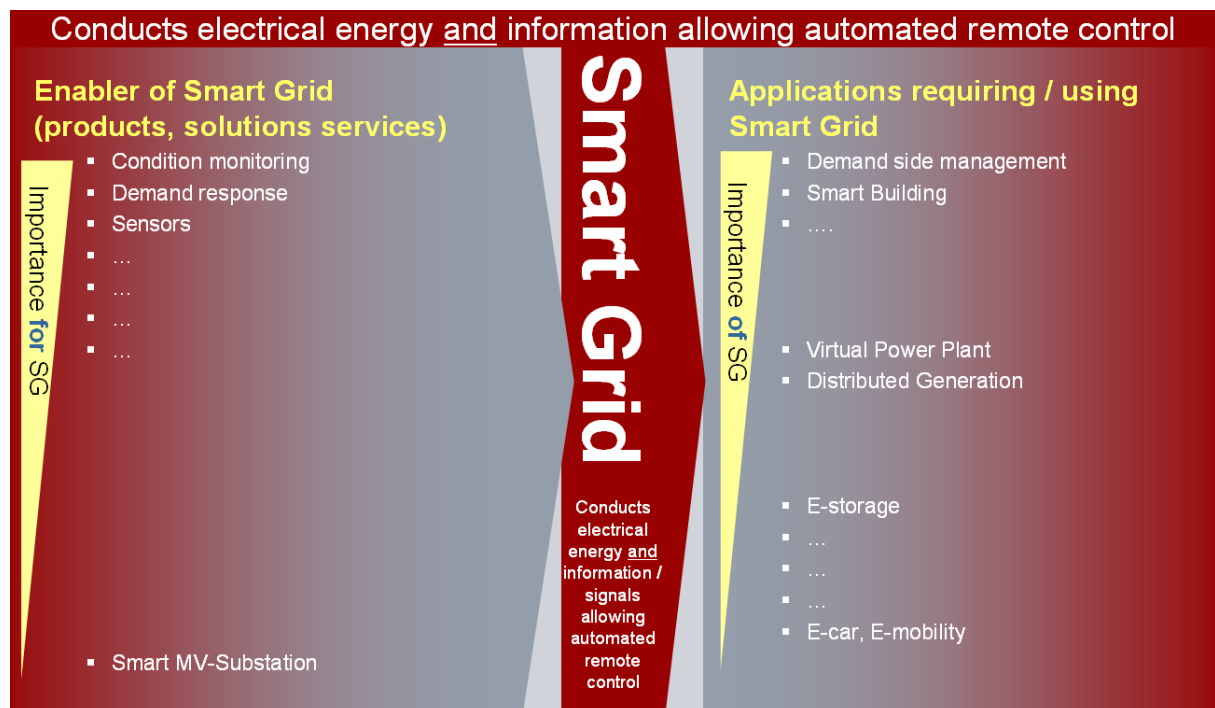 Conducts electrical energy and information allowing automated remote control
Enabler of Smart Grid
(products, solutions services)
Importance for SG
▪ Condition monitoring
▪ Demand response
▪ Sensors
▪ …
▪ …
▪ …
▪ …
▪ Smart MV-Substation
Smart Grid
Conducts
electrical
energy and
information /
signals
allowing
automated
remote
control
Applications requiring / using
Smart Grid
Importance of SG
▪ Demand side management
▪ Smart Building
▪ ….
▪ Virtual Power Plant
▪ Distributed Generation
▪ E-storage
▪ …
▪ …
▪ …
▪ E-car, E-mobility